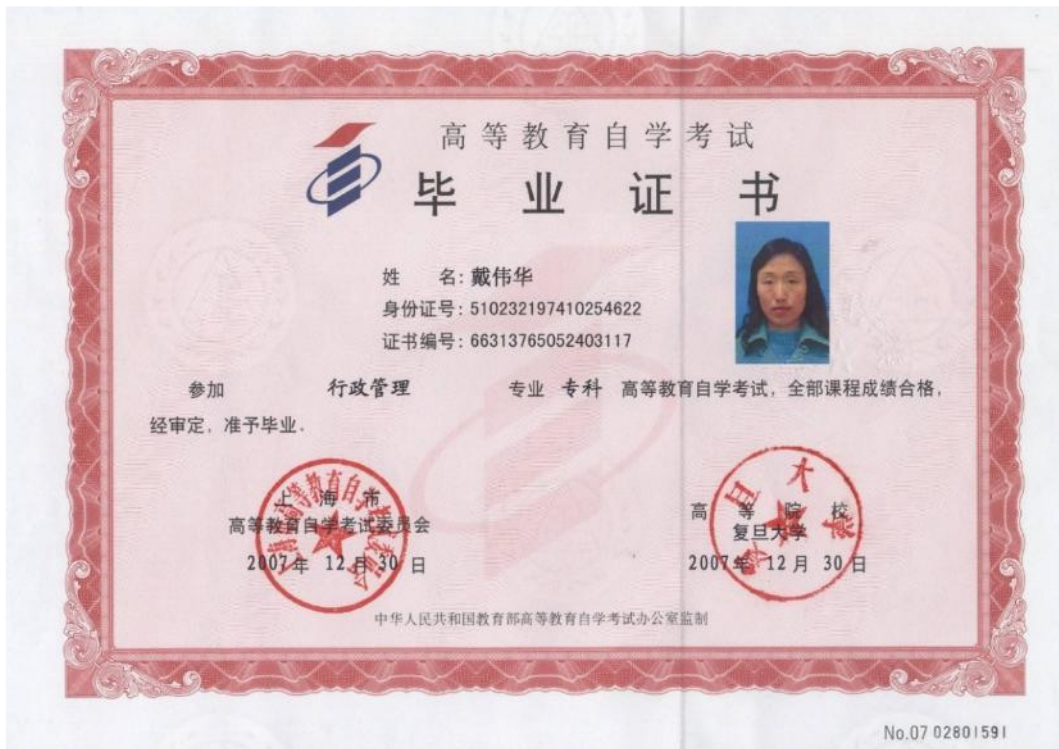 高等教育自学考试
毕业证书
姓 名：戴伟华
身份证号：510232197410254622
证书编号：66313765052403117
参加 行政管理 专业 专科 高等教育自学考试，全部课程成绩合格，
经审定，准予毕业．
上海市
高等教育自学考试委员会
2007年 12月 30日
高等院校
复旦大学
2007年 12月 30日
复旦大学
中华人民共和国教育部高等教育自学考试办公室监制
No.07 02801591